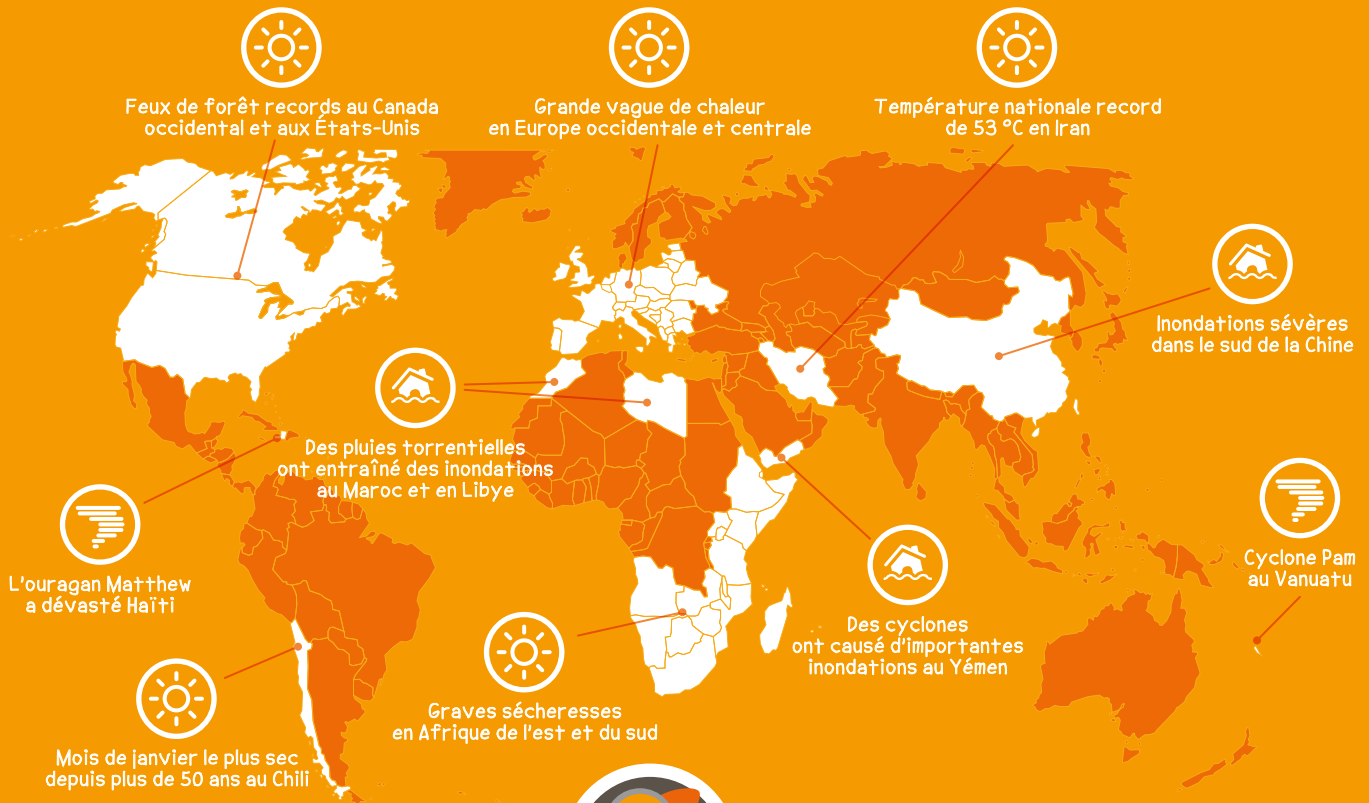 Feux de forêt records au Canada
occidental et aux États-Unis
Grande vague de chaleur
en Europe occidentale et centrale
Température nationale record
de 53 °C en Iran
Inondations sévères
dans le sud de la Chine
Des pluies torrentielles
ont entraîné des inondations
au Maroc et en Libye
L'ouragan Matthew
a dévasté Haïti
Cyclone Pam
au Vanuatu
Des cyclones
ont causé d'importantes
inondations au Yémen
Graves sécheresses
en Afrique de l'est et du sud
Mois de janvier le plus sec
depuis plus de 50 ans au Chili